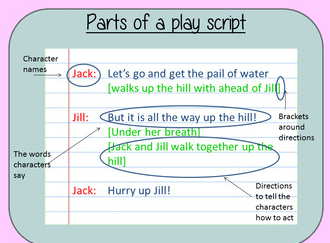 Parts of a play script
Character
names
Jack: Let's go and get the pail of water
[walks up the hill with ahead of Jill]
Jill: But it is all the way up the hill!
[Under her breath]
[Jack and Jill walk together up the
hill]
Jack: Hurry up Jill!
Brackets
around
directions
The words
characters
say
Directions
to tell the
characters
how to act